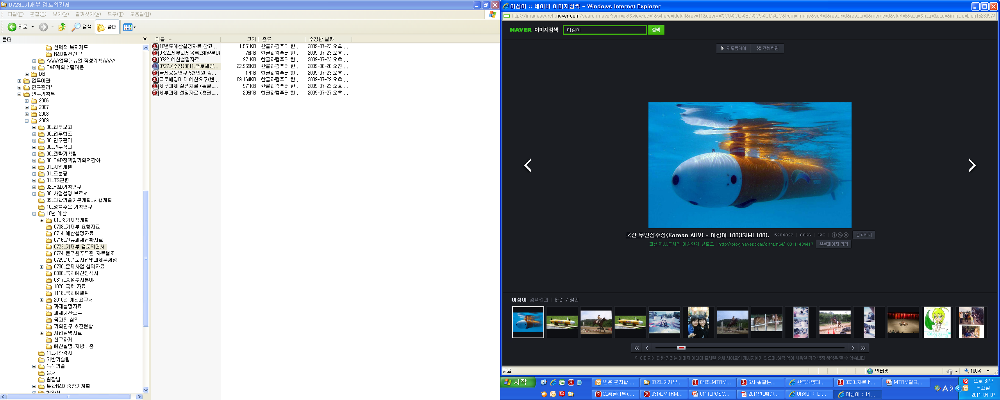 0723_기재부 검토의견서
파일(F) 편집(E) 보기(V) 즐겨찾기(A) 도구(T) 도움말(H)
뒤로 검색 폴더
폴더
선택적 복지제도
R&D발전전략
AAAA업무매뉴얼 작성계획AAAA
R&D계획수립대응
DB
업무이관
연구관리부
연구기획부
2006
2007
2008
2009
00_업무보고
00_업무협조
00_연구관리
00_연구성과
00_전략기획팀
00_R&D정책및기획력강화
01_사업개편
01_조분평
01_TS관련
02_R&D기획연구
08_사업설명 브로셔
09_과학기술기본계획_시행계획
10_정책수요 기획연구
10년 예산
01_중기재정계획
0708_기재부 요청자료
0714_예산설명자료
0716_신규과제현황자료
0723_기재부 검토의견서
0724_문주원주무관_자료협조
0729_10년도사업및과제문제점
0730_문제사업 심의자료
0806_국회예산정책처
0817_중점투자분야
1028_국회 자료
1118_국회예결위
2010년 예산요구서
과제설명자료
과제예산요구
국과위 심의
기획연구 추진현황
사업설명자료
신규과제
예산설명_지방비중
11_기관감사
기반기술팀
녹색기술
문서
원장님
통합R&D 중장기계획
협약서
이름 크기 종류 수정한 날짜
10년도예산설명자료 참고... 1,551KB 한글과컴퓨터 한... 2009-07-23 오후 ...
0722_세부과제목록_해양분야 78KB 한글과컴퓨터 한... 2009-07-23 오후 ...
0722_예산설명자료 971KB 한글과컴퓨터 한... 2009-07-23 오후 ...
0727_(수정)3[1].국토해양... 22,965KB 한글과컴퓨터 한... 2009-08-20 오전 ...
국제공동연구 5천만원 증... 17KB 한글과컴퓨터 한... 2009-07-23 오후 ...
국토해양R_D_예산요구(변... 89,164KB 한글과컴퓨터 한... 2009-07-29 오후 ...
세부과제 설명자료 (총괄_... 971KB 한글과컴퓨터 한... 2009-07-23 오후 ...
세부과제 설명자료 (총괄_... 205KB 한글과컴퓨터 한... 2009-07-27 오후 ...
이심이 :: 네이버 이미지검색 - Windows Internet Explorer
http://imagesearch.naver.com/search.naver?sm=ext&viewloc=1&where=idetail&rev=11&query=%C0%CC%BD%C9%C0%CC&from=image&sort=0&res_fr=0&res_to=0&merge=0&start=8&a_q=&n_q=&o_q=&img_id=blog1528997%
NAVER 이미지검색 이심이 검색
자동플레이 전체화면
국산 무인잠수정(Korean AUV) - 이심이 100(ISIMI 100). 520X322 | 60KB | JPG 신고하기
패션,역사,군사의 아침안개 블로그 | http://blog.naver.com/citrain64/100111434417 원본페이지 가기
이심이 검색결과 | 8-21 / 64건
위 이미지에 대한 권리는 이미지 아래에 표시된 출처 사이트의 게시자에게 있으며,허락 없이 사용할 경우 법적 책임을 질 수 있습니다.
완료 인터넷 100%
시작 받은 편지함 ... 0723_기재부... 0405_MTRM... 5차 총괄분... 한국해양과... 0330_자료.h... MTRM발표... 오후 8:47
2_총괄(1부)... 0314_MTRM... 0111_POSC... 2011년_예산... 이심이 :: 네... 이심이 :: 네... 목요일
A 漢 2011-04-07